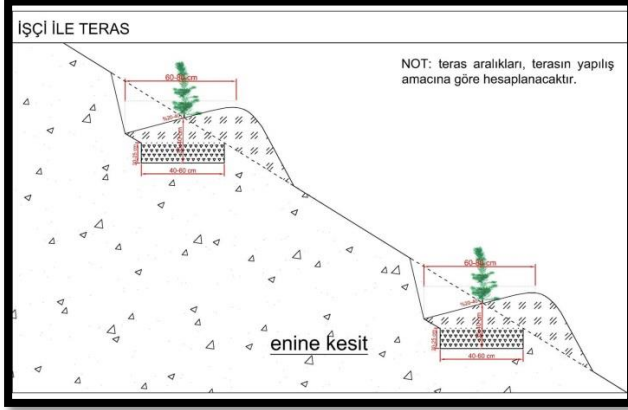 İŞÇİ İLE TERAS
NOT: teras aralıkları, terasın yapılış
amacına göre hesaplanacaktır.
60-80 cm
40-60 cm
60-80 cm
40-60 cm
enine kesit